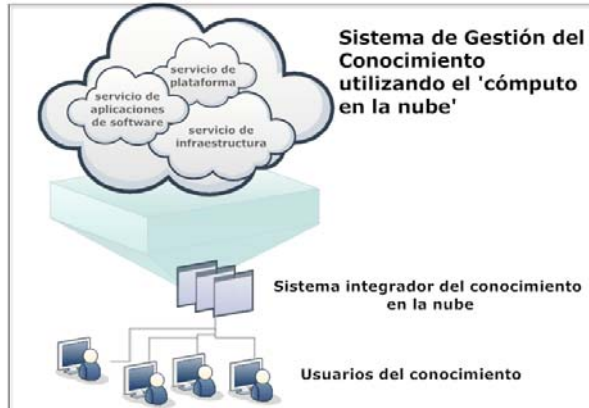 Sistema de Gestión del
Conocimiento
utilizando el 'cómputo
en la nube'
servicio de
plataforma
servicio de
aplicaciones
de software
servicio de
infraestructura
Sistema integrador del conocimiento
en la nube
Usuarios del conocimiento